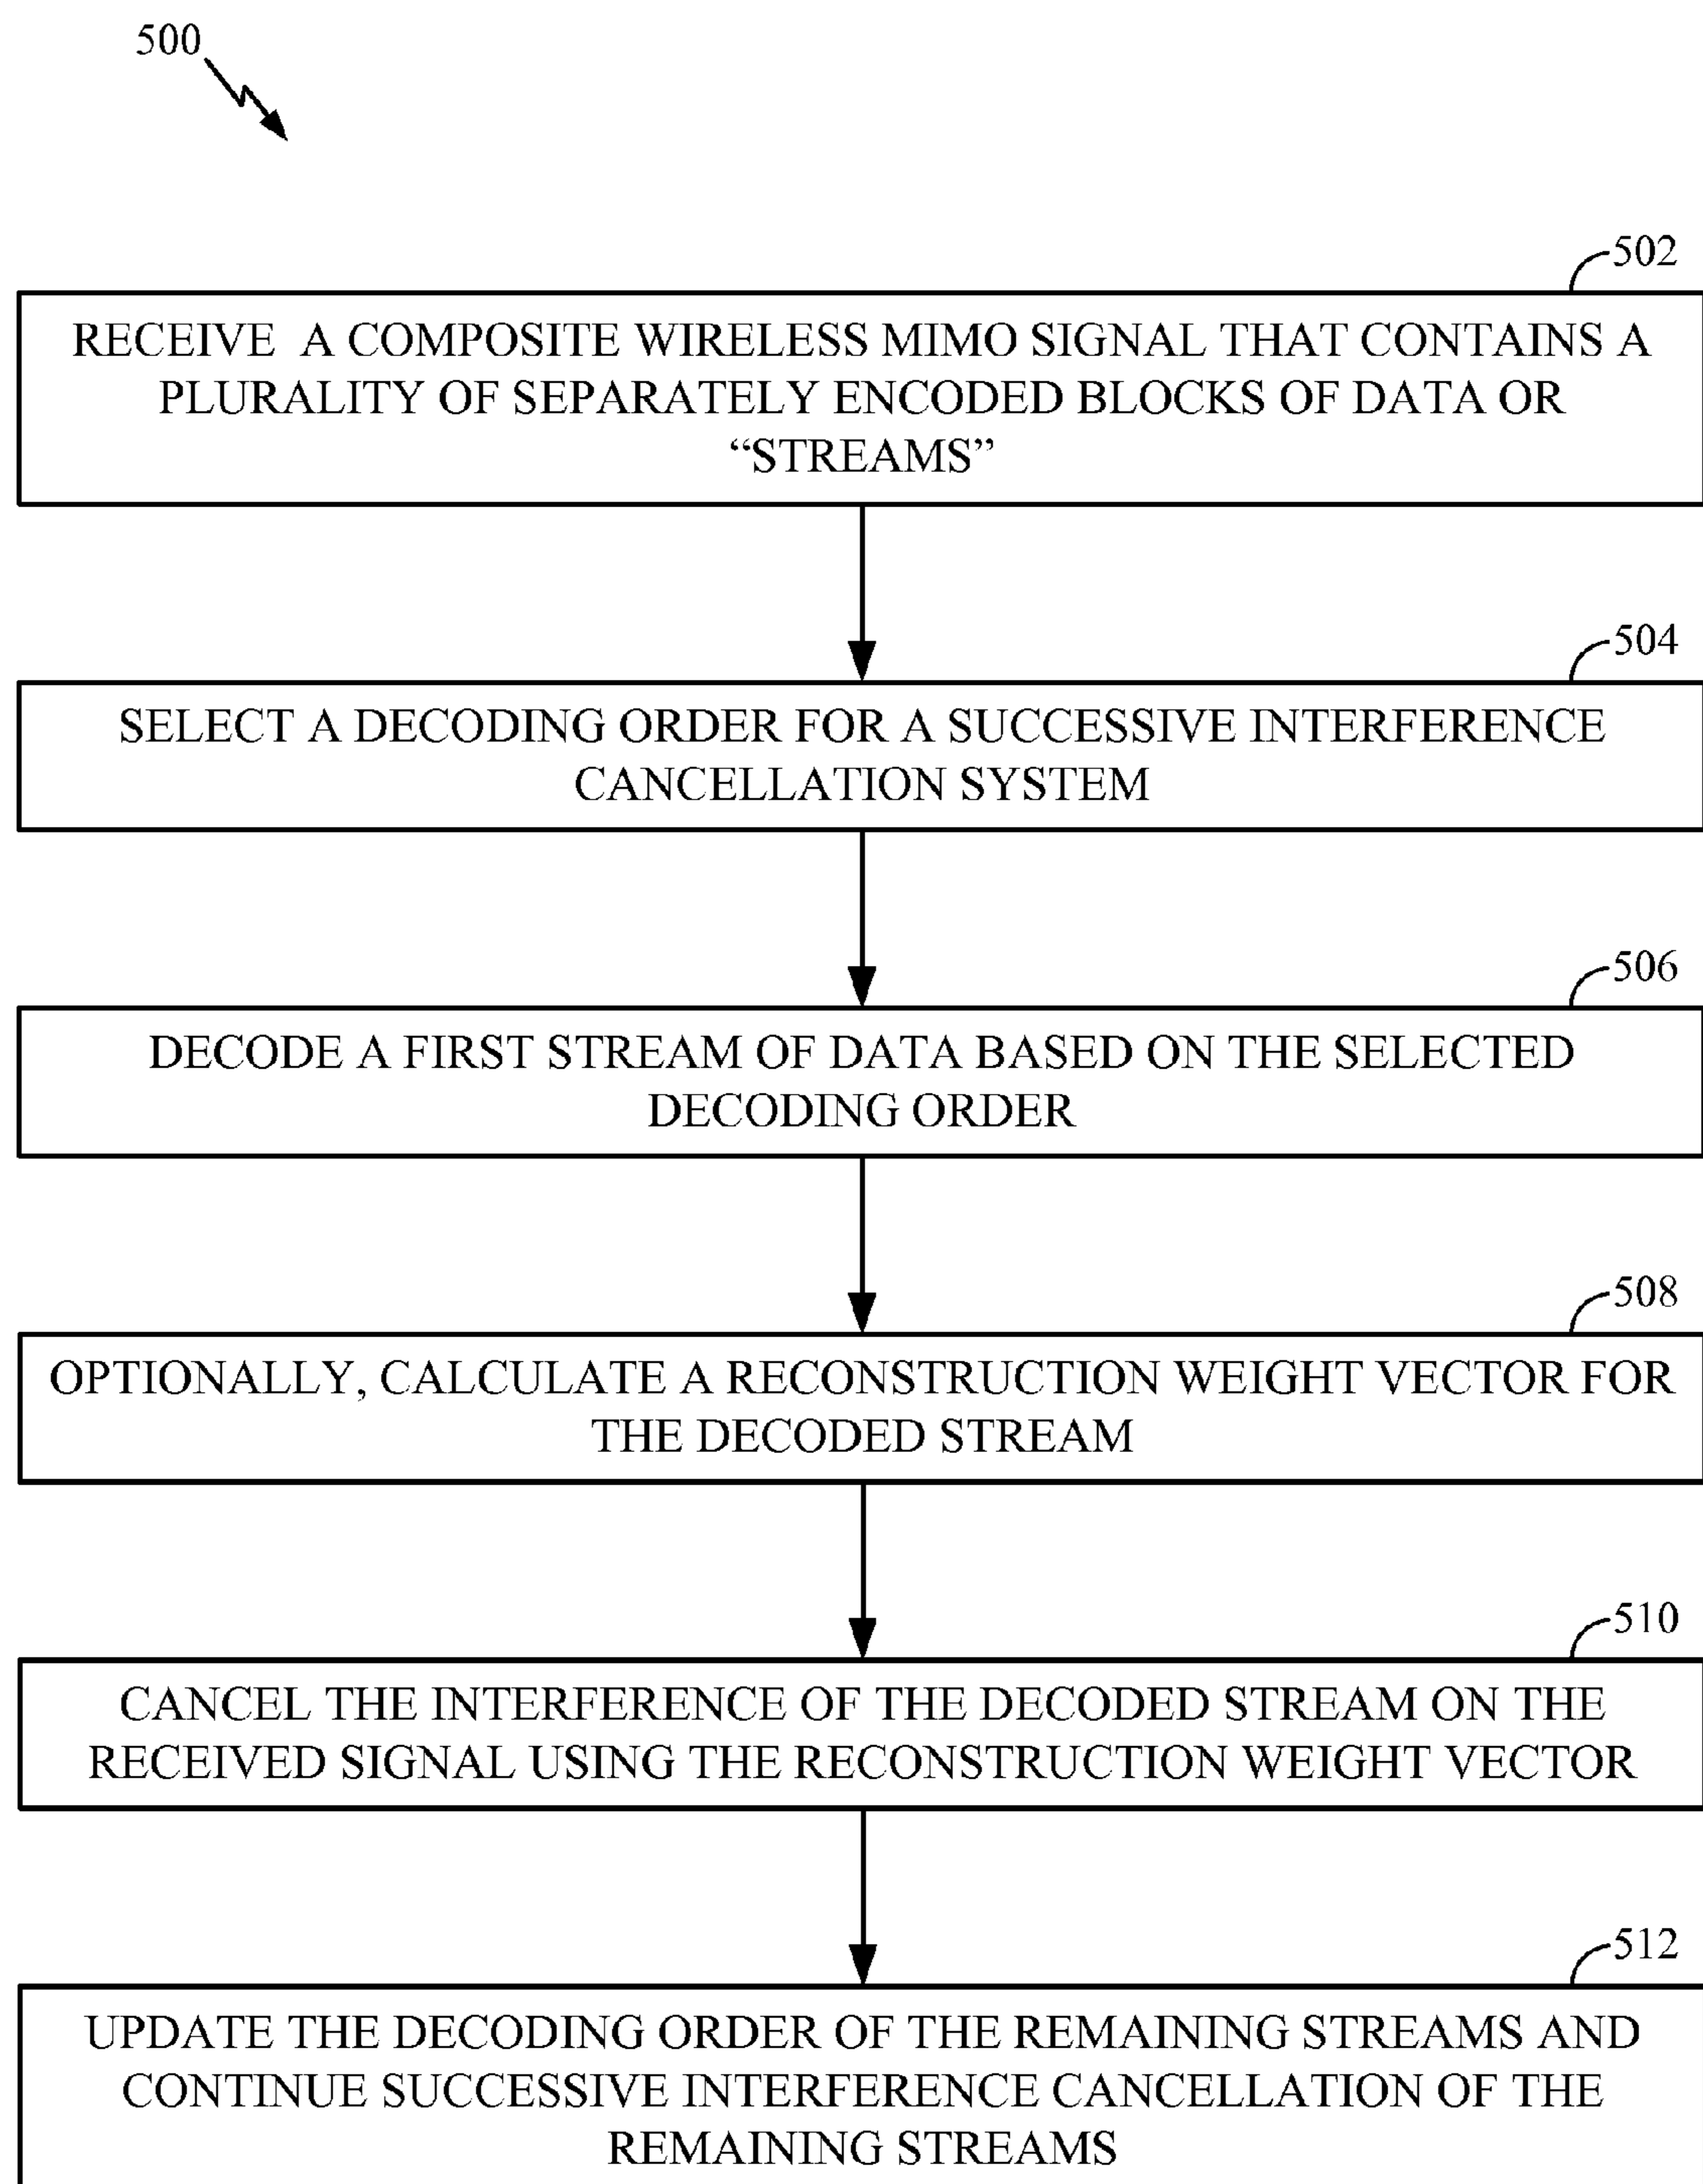 500
502
RECEIVE A COMPOSITE WIRELESS MIMO SIGNAL THAT CONTAINS A
PLURALITY OF SEPARATELY ENCODED BLOCKS OF DATA OR
“STREAMS”
504
SELECT A DECODING ORDER FOR A SUCCESSIVE INTERFERENCE
CANCELLATION SYSTEM
506
DECODE A FIRST STREAM OF DATA BASED ON THE SELECTED
DECODING ORDER
508
OPTIONALLY, CALCULATE A RECONSTRUCTION WEIGHT VECTOR FOR
THE DECODED STREAM
510
CANCEL THE INTERFERENCE OF THE DECODED STREAM ON THE
RECEIVED SIGNAL USING THE RECONSTRUCTION WEIGHT VECTOR
512
UPDATE THE DECODING ORDER OF THE REMAINING STREAMS AND
CONTINUE SUCCESSIVE INTERFERENCE CANCELLATION OF THE
REMAINING STREAMS